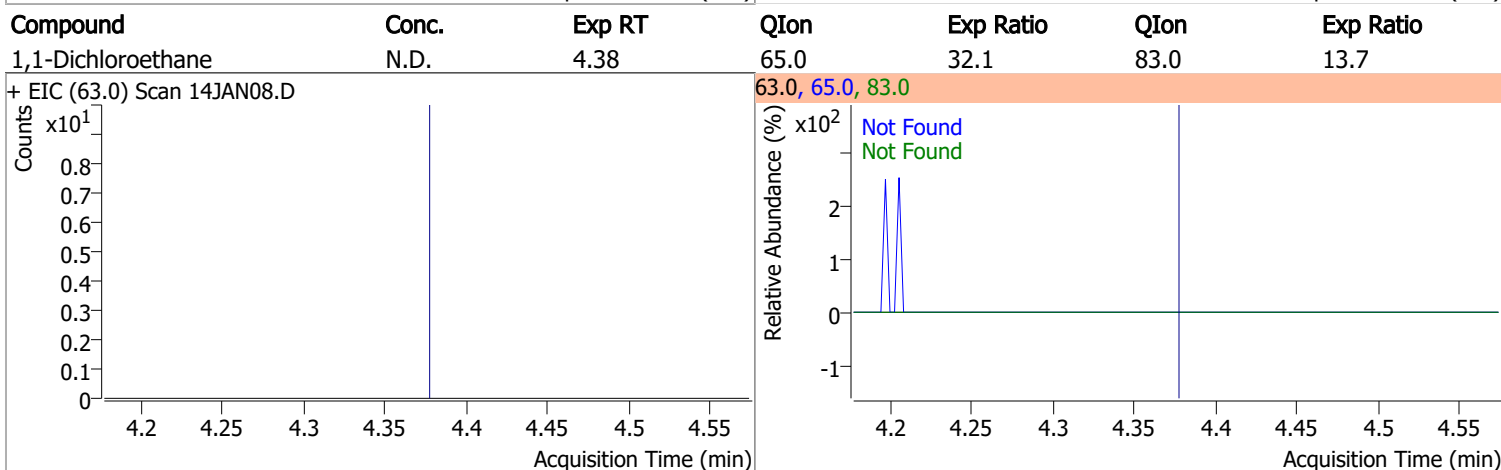 Compound Conc. Exp RT QIon Exp Ratio QIon Exp Ratio
1,1-Dichloroethane N.D. 4.38 65.0 32.1 83.0 13.7
+ EIC (63.0) Scan 14JAN08.D
Counts
x10¹
0.8
0.7
0.6
0.5
0.4
0.3
0.2
0.1
0
4.2 4.25 4.3 4.35 4.4 4.45 4.5 4.55
Acquisition Time (min)
63.0, 65.0, 83.0
Relative Abundance (%)
x10²
Not Found
Not Found
2
1
0
-1
4.2 4.25 4.3 4.35 4.4 4.45 4.5 4.55
Acquisition Time (min)